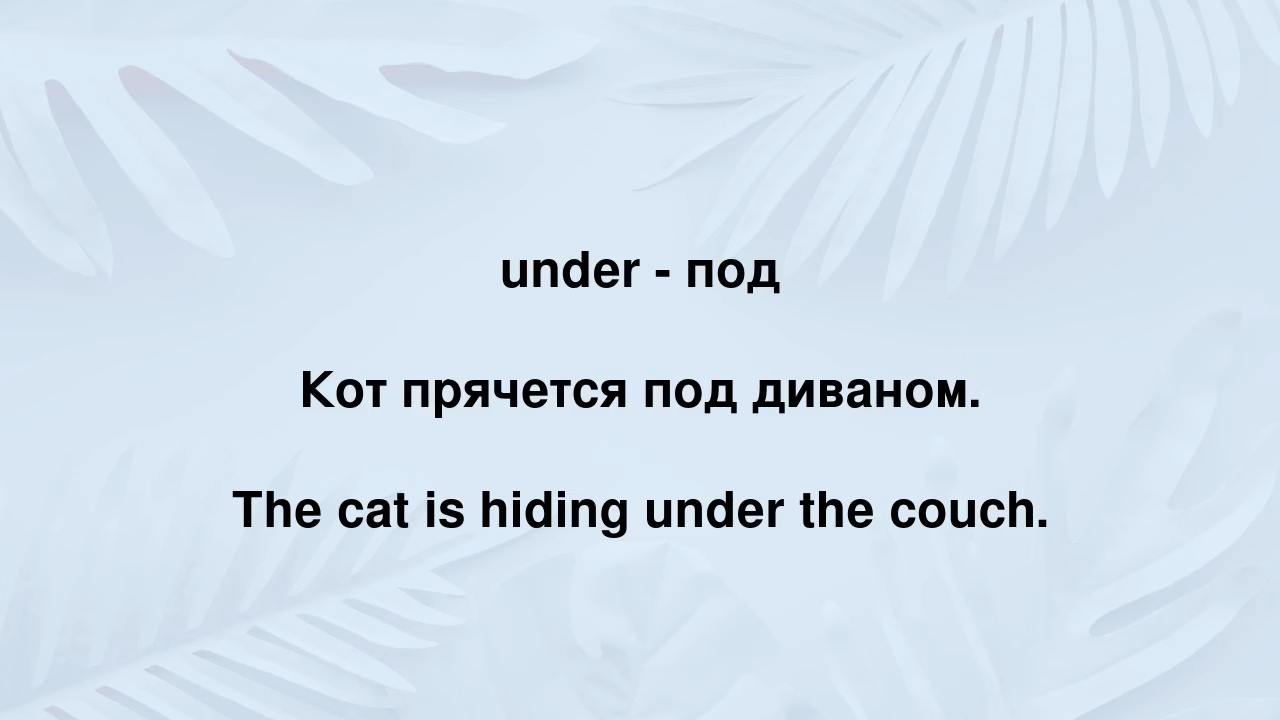 under - под
Кот прячется под диваном.
The cat is hiding under the couch.